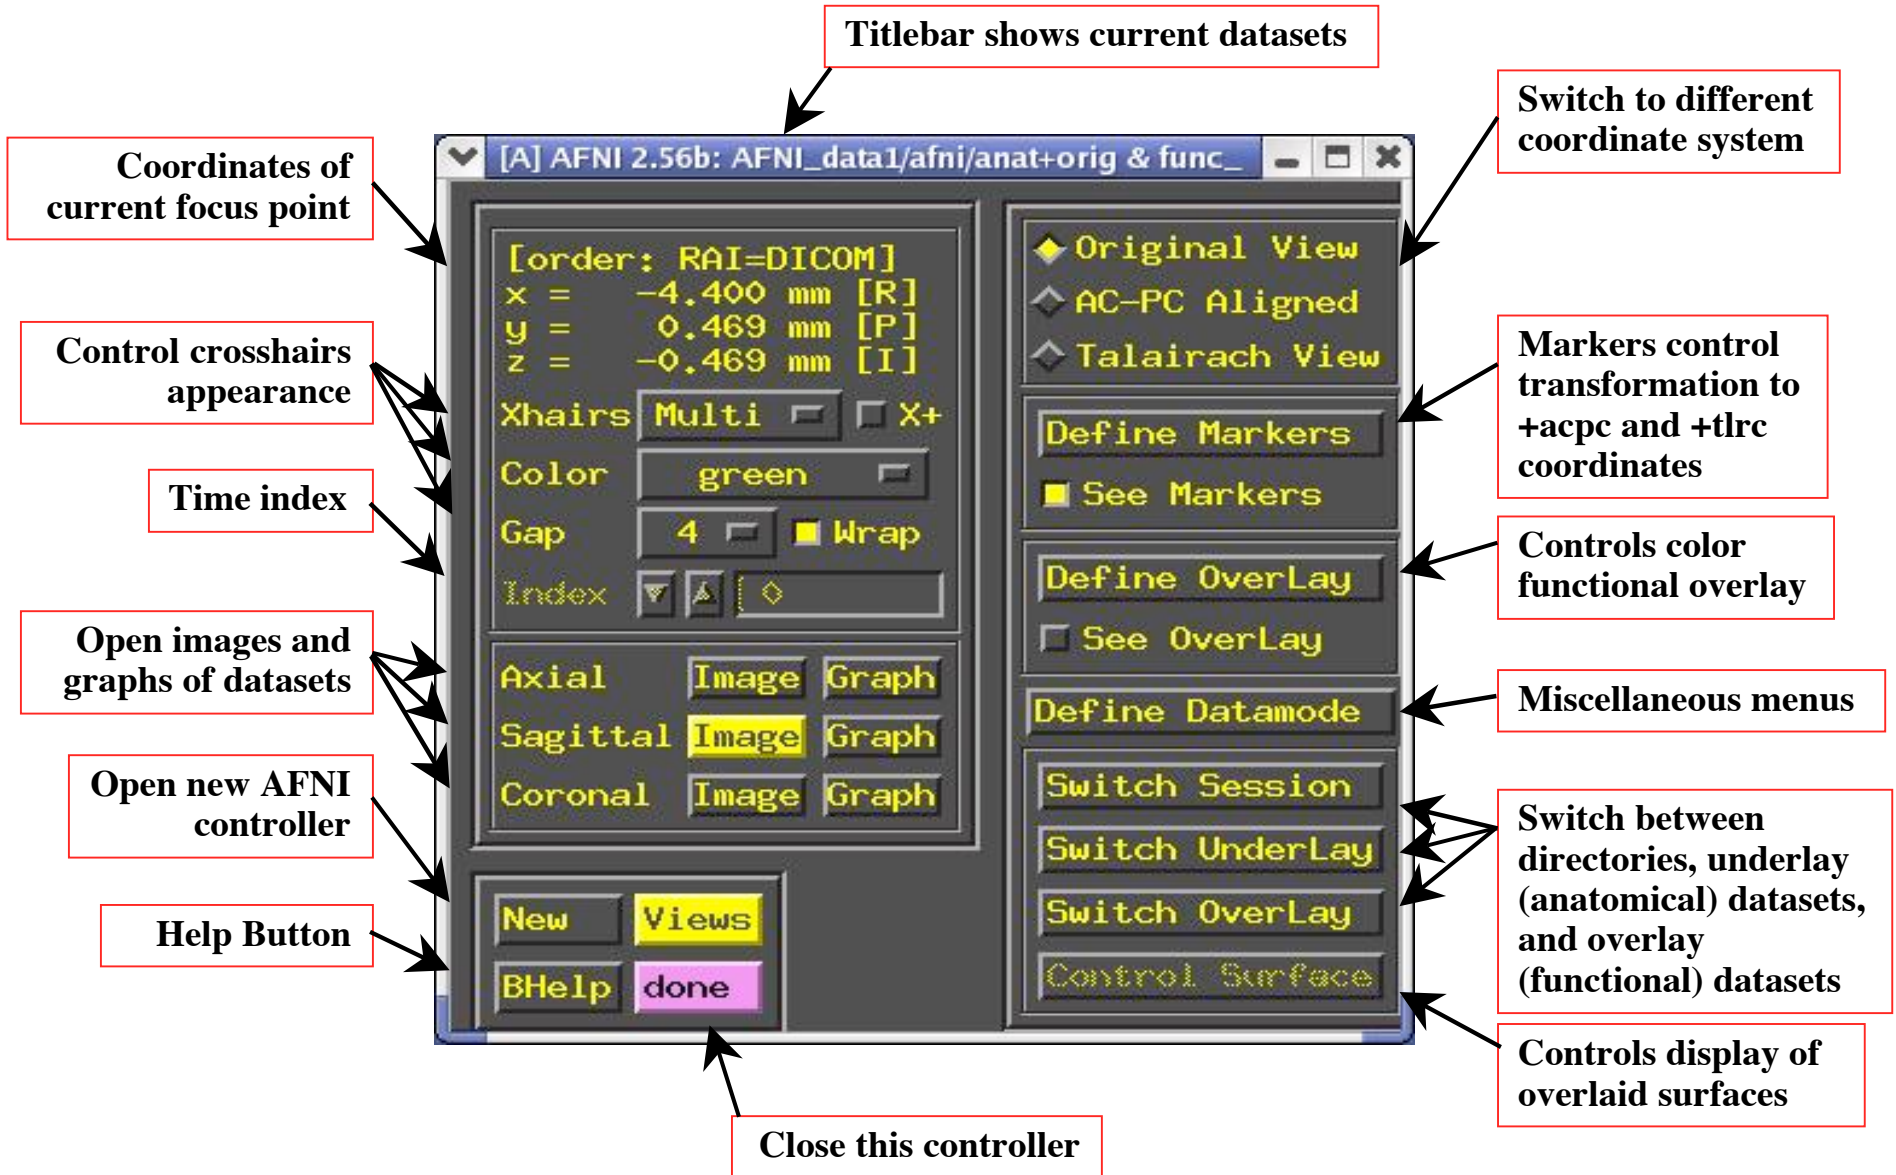 Titlebar shows current datasets
Switch to different
coordinate system
Coordinates of
current focus point
[A] AFNI 2.56b: AFNI_data1/afni/anat+orig & func_
[order: RAI=DICOM]
x = -4.400 mm [R]
y = 0.469 mm [P]
z = -0.469 mm [I]
Original View
AC-PC Aligned
Talairach View
Control crosshairs
appearance
Markers control
transformation to
+acpc and +tlrc
coordinates
Xhairs Multi X+
Color green
Gap 4 Wrap
Index 0
Define Markers
See Markers
Time index
Controls color
functional overlay
Define OverLay
See OverLay
Open images and
graphs of datasets
Axial Image Graph
Sagittal Image Graph
Coronal Image Graph
Define Datamode
Miscellaneous menus
Open new AFNI
controller
Switch Session
Switch UnderLay
Switch OverLay
Control Surface
Switch between
directories, underlay
(anatomical) datasets,
and overlay
(functional) datasets
Help Button
New Views
BHelp done
Controls display of
overlaid surfaces
Close this controller